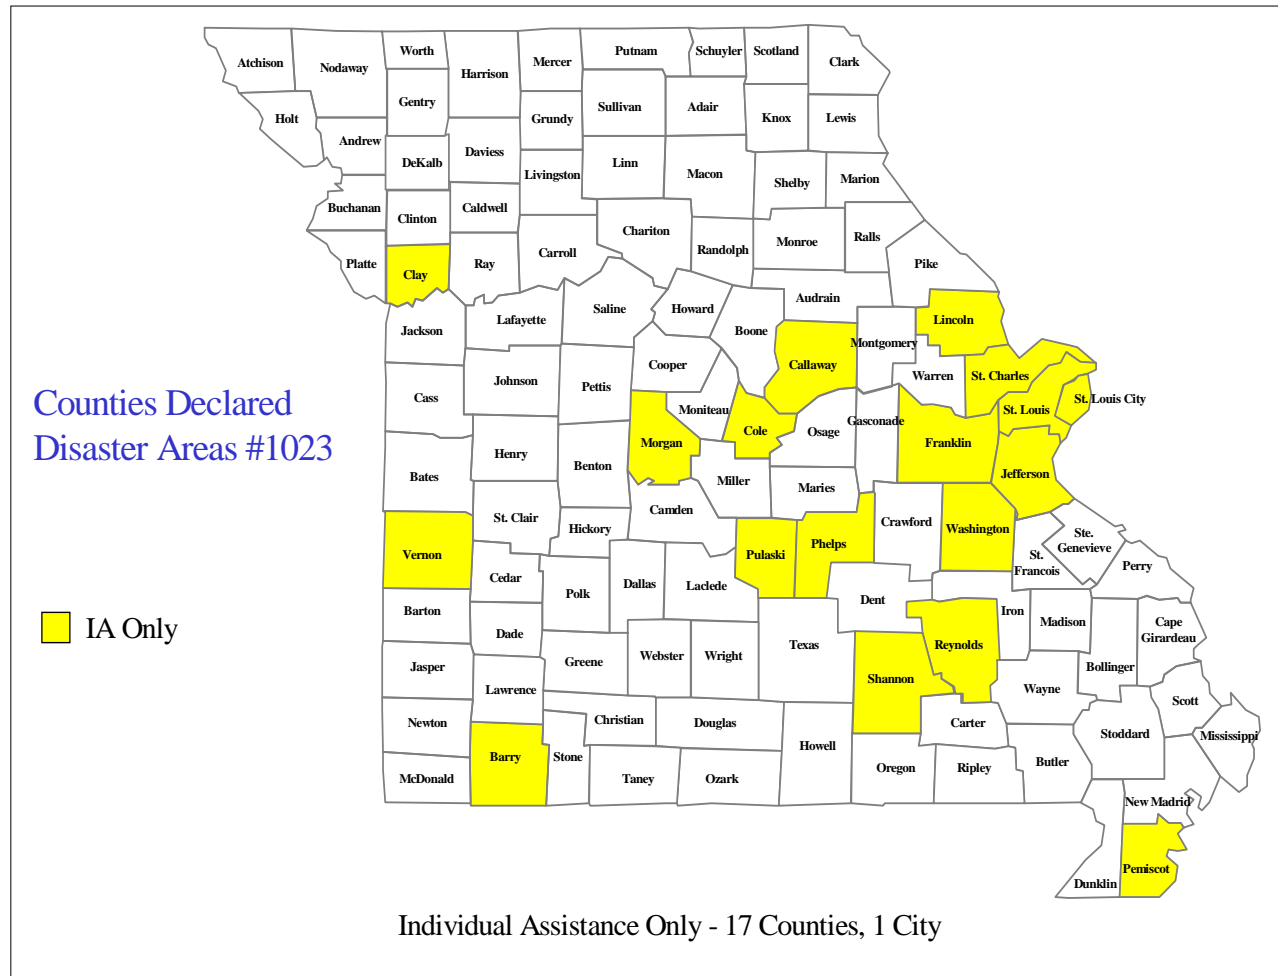 Worth
Putnam
Schuyler
Scotland
Clark
Atchison
Nodaway
Harrison
Mercer
Gentry
Sullivan
Adair
Knox
Lewis
Holt
Grundy
Andrew
DeKalb
Daviess
Linn
Livingston
Macon
Shelby
Marion
Buchanan
Clinton
Caldwell
Chariton
Randolph
Monroe
Ralls
Platte
Clay
Ray
Carroll
Pike
Audrain
Saline
Howard
Lincoln
Jackson
Lafayette
Boone
Montgomery
Callaway
Cooper
Warren
St. Charles
Cass
Johnson
Pettis
Moniteau
St. Louis City
St. Louis
Gasconade
Counties Declared
Disaster Areas #1023
Morgan
Cole
Osage
Franklin
Henry
Benton
Bates
Miller
Maries
Jefferson
St. Clair
Hickory
Camden
Crawford
Washington
Ste.
Genevieve
Vernon
Pulaski
Phelps
St.
Francois
Perry
Cedar
Polk
Dallas
Laclede
Dent
Barton
IA Only
Dade
Iron
Madison
Cape
Girardeau
Texas
Reynolds
Jasper
Lawrence
Greene
Webster
Wright
Bollinger
Shannon
Wayne
Scott
Newton
Christian
Douglas
Carter
Stoddard
Mississippi
Howell
Barry
Stone
McDonald
Taney
Ozark
Oregon
Ripley
Butler
New Madrid
Pemiscot
Dunklin
Individual Assistance Only - 17 Counties, 1 City